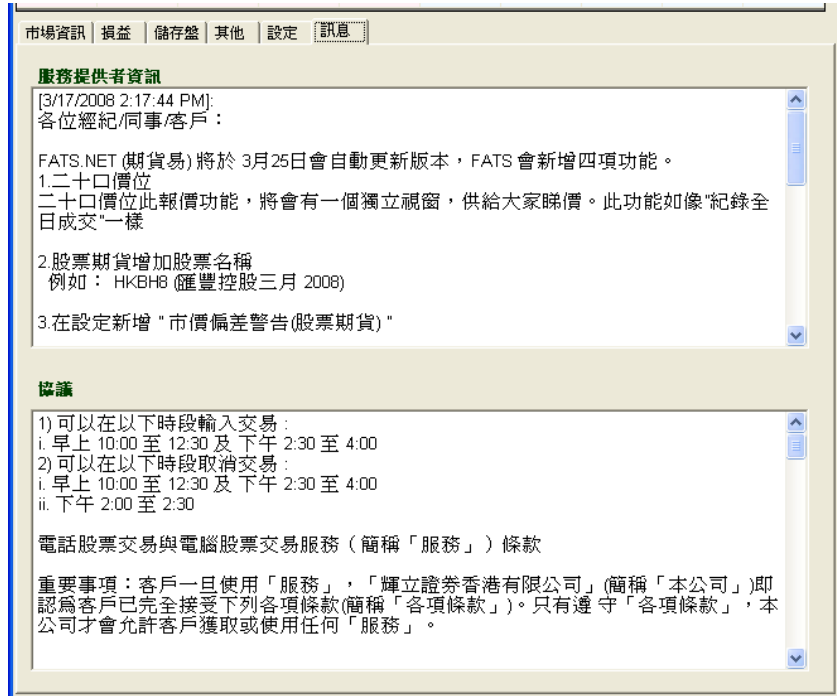 市場資訊 損益 儲存盤 其他 設定 訊息
服務提供者資訊
[3/17/2008 2:17:44 PM]:
各位經紀/同事/客戶：
FATS.NET (期貨易) 將於 3月25日會自動更新版本，FATS 會新增四項功能。
1.二十口價位
二十口價位此報價功能，將會有一個獨立視窗，供給大家睇價。此功能如像"紀錄全
日成交"一樣
2.股票期貨增加股票名稱
例如： HKBH8 (匯豐控股三月 2008)
3.在設定新增 " 市價偏差警告(股票期貨) "
協議
1) 可以在以下時段輸入交易 :
i. 早上 10:00 至 12:30 及 下午 2:30 至 4:00
2) 可以在以下時段取消交易 :
i. 早上 10:00 至 12:30 及 下午 2:30 至 4:00
ii. 下午 2:00 至 2:30
電話股票交易與電腦股票交易服務（簡稱「服務」）條款
重要事項：客戶一旦使用「服務」，「輝立證券香港有限公司」(簡稱「本公司」)即
認為客戶已完全接受下列各項條款(簡稱「各項條款」)。只有遵 守「各項條款」，本
公司才會允許客戶獲取或使用任何「服務」。